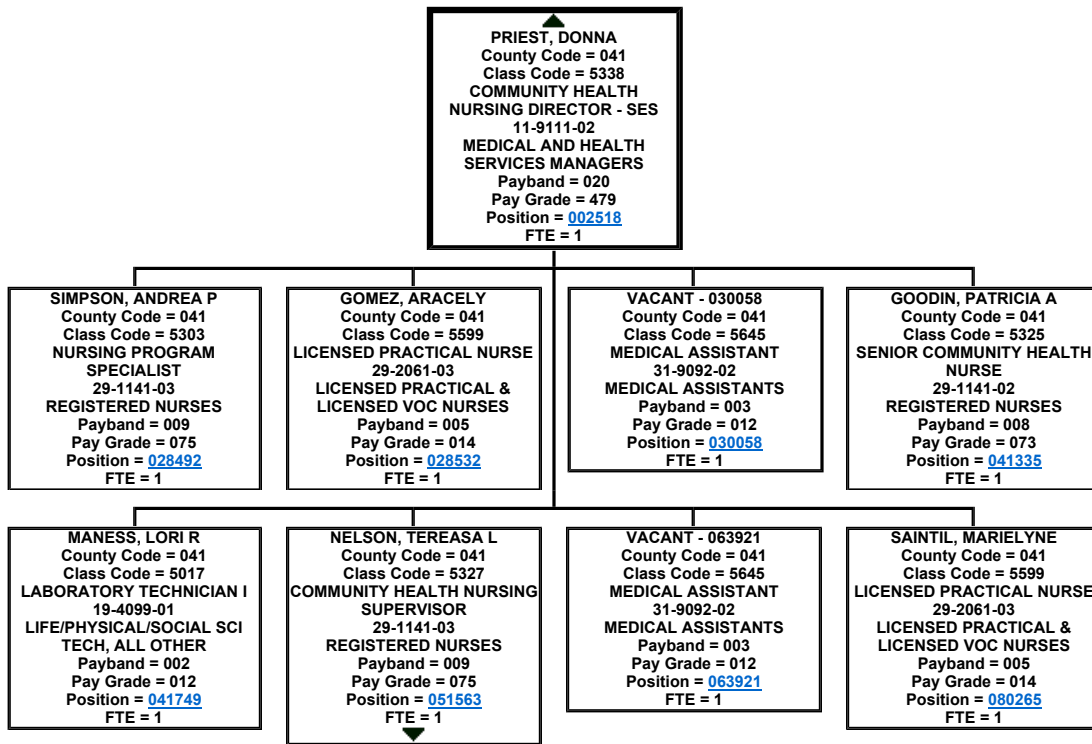 PRIEST, DONNA
County Code = 041
Class Code = 5338
COMMUNITY HEALTH
NURSING DIRECTOR - SES
11-9111-02
MEDICAL AND HEALTH
SERVICES MANAGERS
Payband = 020
Pay Grade = 479
Position = 002518
FTE = 1
SIMPSON, ANDREA P
County Code = 041
Class Code = 5303
NURSING PROGRAM
SPECIALIST
29-1141-03
REGISTERED NURSES
Payband = 009
Pay Grade = 075
Position = 028492
FTE = 1
GOMEZ, ARACELY
County Code = 041
Class Code = 5599
LICENSED PRACTICAL NURSE
29-2061-03
LICENSED PRACTICAL &
LICENSED VOC NURSES
Payband = 005
Pay Grade = 014
Position = 028532
FTE = 1
VACANT - 030058
County Code = 041
Class Code = 5645
MEDICAL ASSISTANT
31-9092-02
MEDICAL ASSISTANTS
Payband = 003
Pay Grade = 012
Position = 030058
FTE = 1
GOODIN, PATRICIA A
County Code = 041
Class Code = 5325
SENIOR COMMUNITY HEALTH
NURSE
29-1141-02
REGISTERED NURSES
Payband = 008
Pay Grade = 073
Position = 041335
FTE = 1
MANESS, LORI R
County Code = 041
Class Code = 5017
LABORATORY TECHNICIAN I
19-4099-01
LIFE/PHYSICAL/SOCIAL SCI
TECH, ALL OTHER
Payband = 002
Pay Grade = 012
Position = 041749
FTE = 1
NELSON, TEREASA L
County Code = 041
Class Code = 5327
COMMUNITY HEALTH NURSING
SUPERVISOR
29-1141-03
REGISTERED NURSES
Payband = 009
Pay Grade = 075
Position = 051563
FTE = 1
VACANT - 063921
County Code = 041
Class Code = 5645
MEDICAL ASSISTANT
31-9092-02
MEDICAL ASSISTANTS
Payband = 003
Pay Grade = 012
Position = 063921
FTE = 1
SAINTIL, MARIELYNE
County Code = 041
Class Code = 5599
LICENSED PRACTICAL NURSE
29-2061-03
LICENSED PRACTICAL &
LICENSED VOC NURSES
Payband = 005
Pay Grade = 014
Position = 080265
FTE = 1